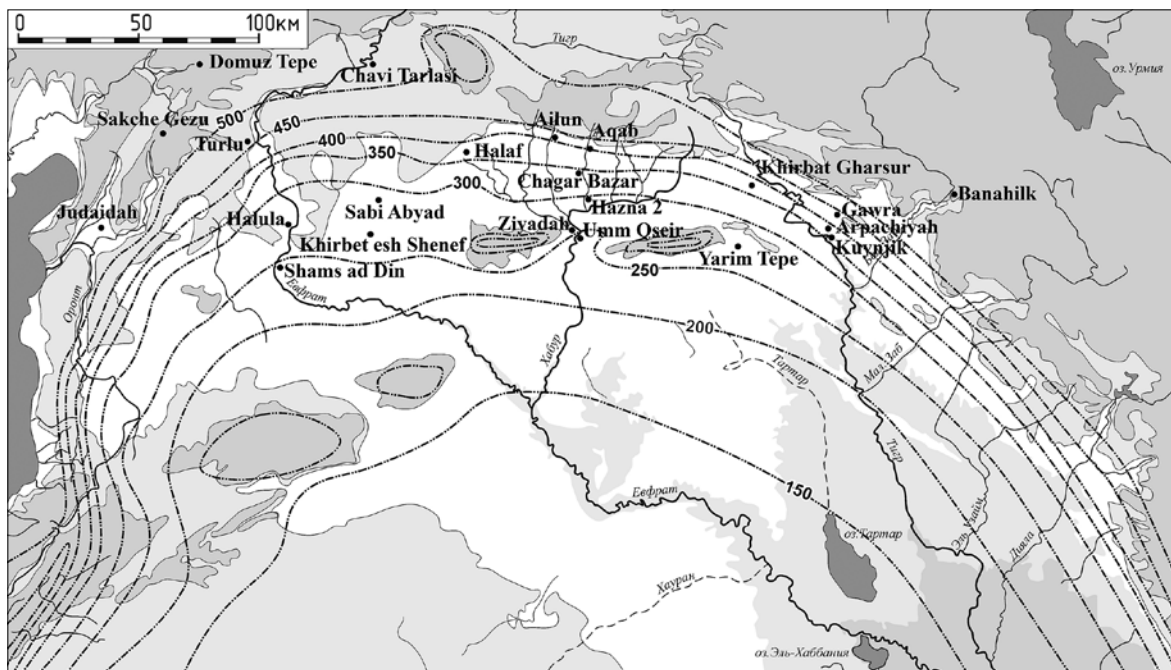 0 50 100КМ
Тигр
оз.Урмия
Domuz Tepe
Chavi Tarlasi
500
Sakche Gezu
450
Turlu
400
Ailun
Aqab
350
Halaf
Khirbat Gharsur
Chagar Bazar
300
Banahilk
Sabi Abyad
Hazna 2
Judaidah
Halula
Ziyadah
Umm Qseir
Gawra
Arpachiyah
Khirbet esh Shenef
Kuynjik
Yarim Tepe
Shams ad Din
250
Оронт
Евфрат
200
Хабур
Тартар
Мал.Заб
Тигр
Евфрат
150
оз.Тартар
Эль-Узайм
Дияла
Хауран
оз.Эль-Хаббания